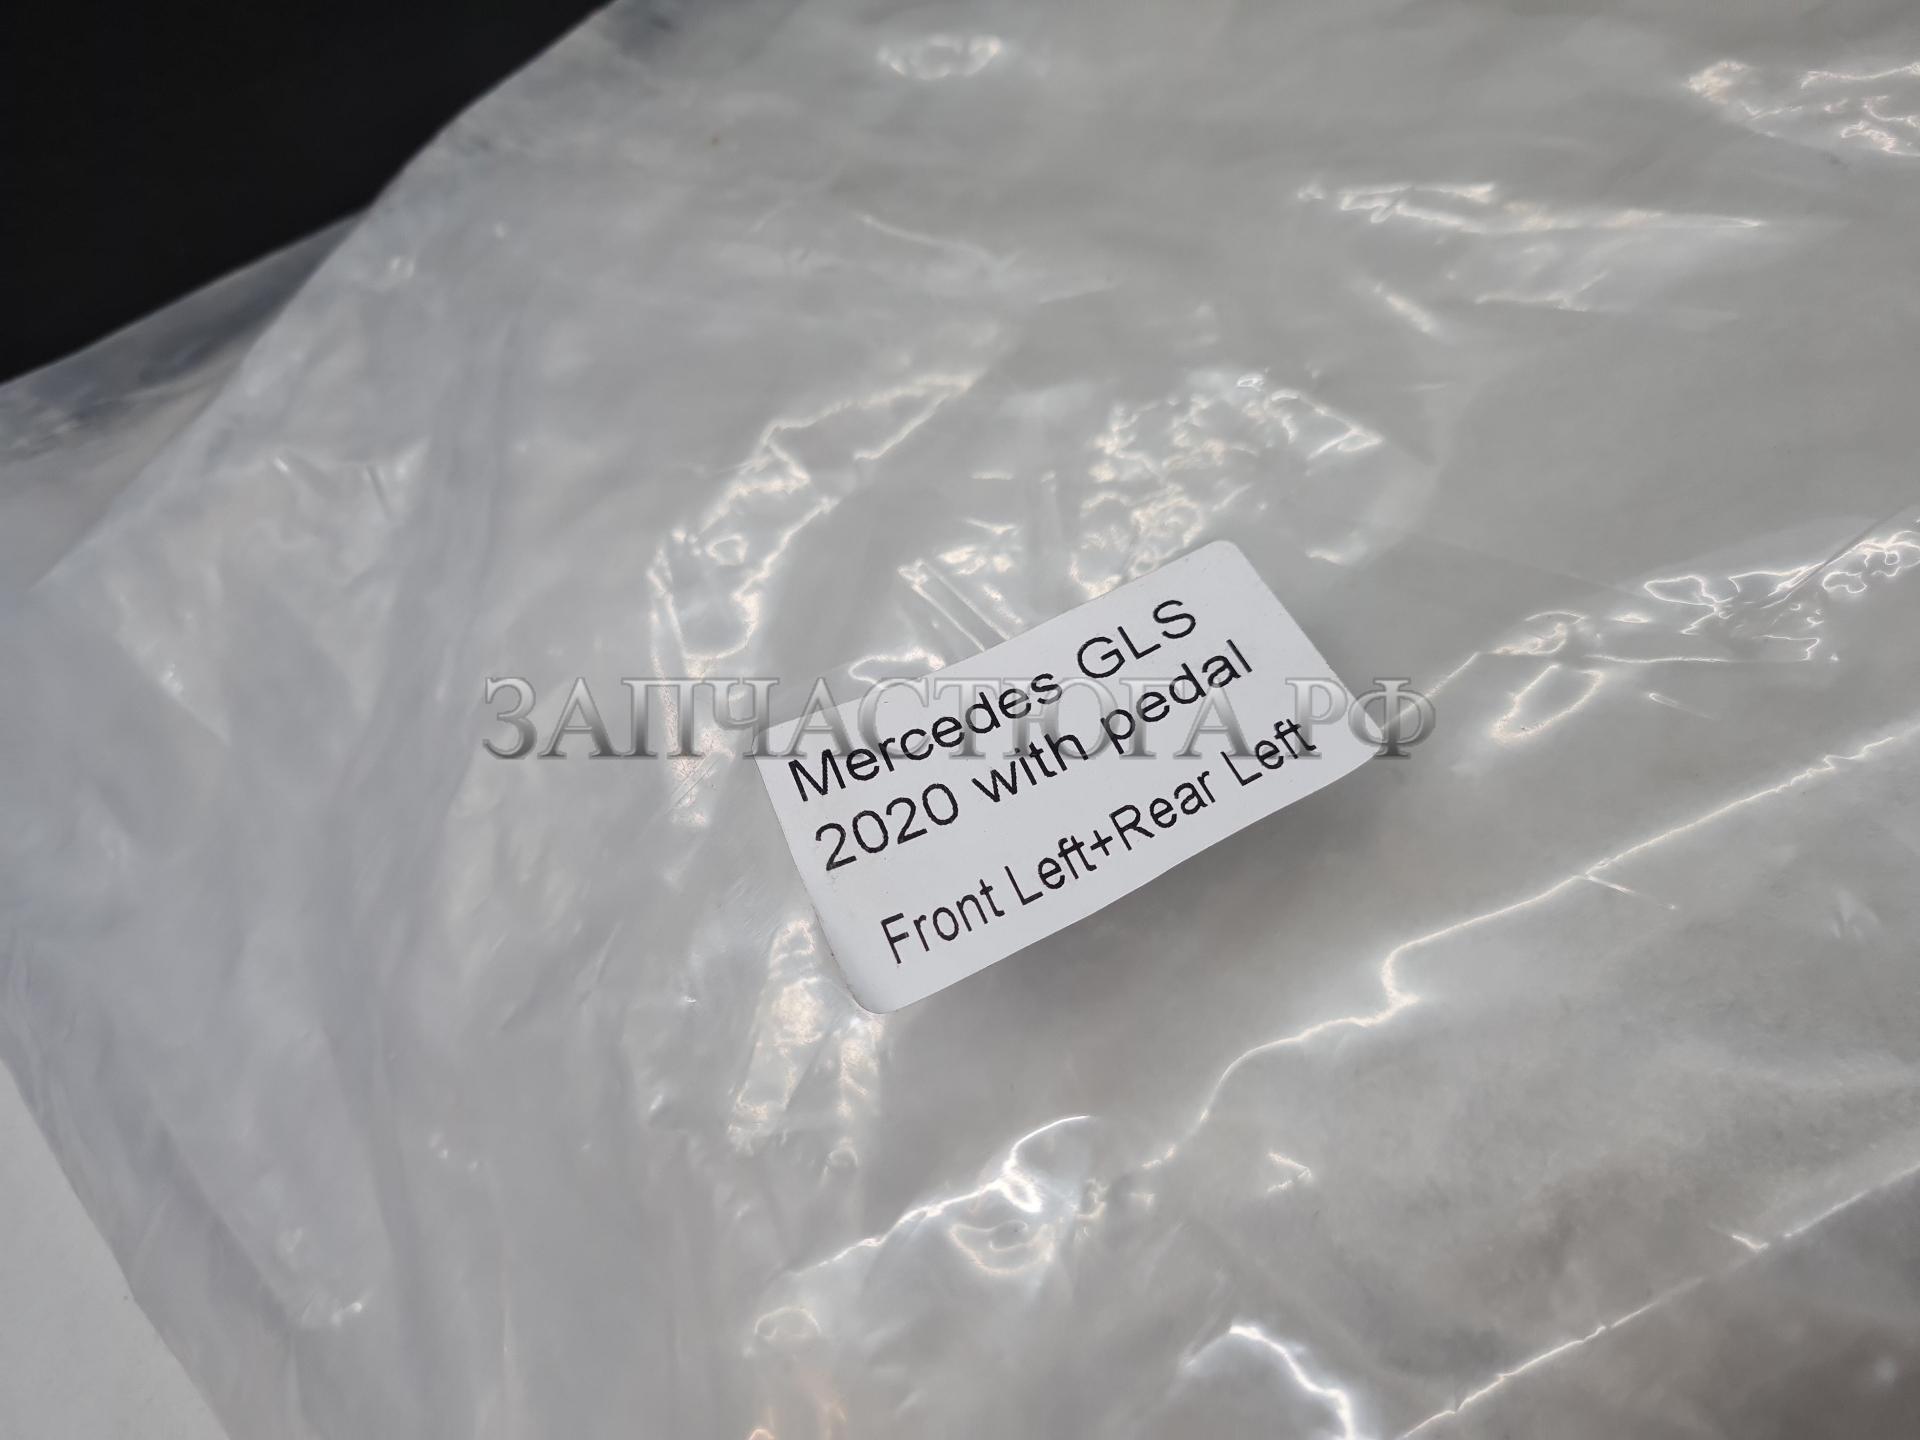 Mercedes GLS
2020 with pedal
Front Left+Rear Left
ЗАПЧАСТЮГА.РФ